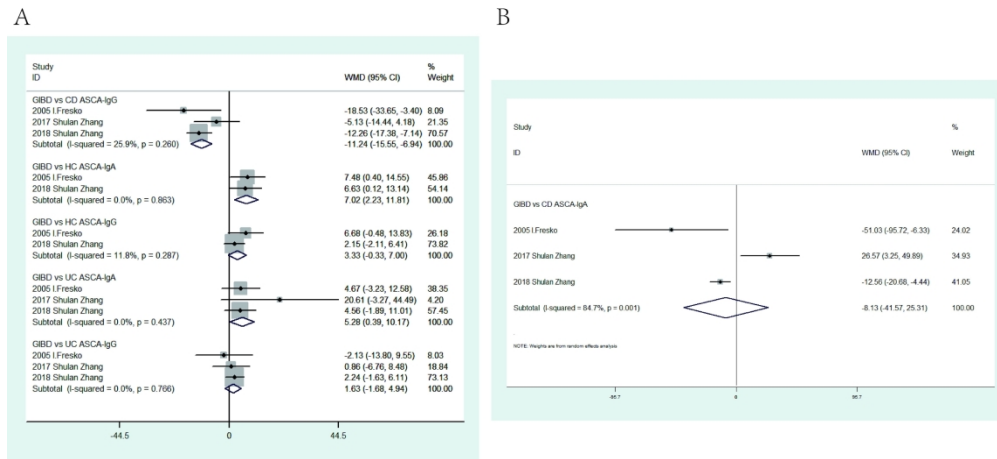 A
Study
%
ID WMD (95% CI) Weight
GIBD vs CD ASCA-IgG
2005 I.Fresko -18.53 (-33.65, -3.40) 8.09
2017 Shulan Zhang -5.13 (-14.44, 4.18) 21.35
2018 Shulan Zhang -12.26 (-17.38, -7.14) 70.57
Subtotal (I-squared = 25.9%, p = 0.260) -11.24 (-15.55, -6.94) 100.00
GIBD vs HC ASCA-IgA
2005 I.Fresko 7.48 (0.40, 14.55) 45.86
2018 Shulan Zhang 6.63 (0.12, 13.14) 54.14
Subtotal (I-squared = 0.0%, p = 0.863) 7.02 (2.23, 11.81) 100.00
GIBD vs HC ASCA-IgG
2005 I.Fresko 6.68 (-0.48, 13.83) 26.18
2018 Shulan Zhang 2.15 (-2.11, 6.41) 73.82
Subtotal (I-squared = 11.8%, p = 0.287) 3.33 (-0.33, 7.00) 100.00
GIBD vs UC ASCA-IgA
2005 I.Fresko 4.67 (-3.23, 12.58) 38.35
2017 Shulan Zhang 20.61 (-3.27, 44.49) 4.20
2018 Shulan Zhang 4.56 (-1.89, 11.01) 57.45
Subtotal (I-squared = 0.0%, p = 0.437) 5.28 (0.39, 10.17) 100.00
GIBD vs UC ASCA-IgG
2005 I.Fresko -2.13 (-13.80, 9.55) 8.03
2017 Shulan Zhang 0.86 (-6.76, 8.48) 18.84
2018 Shulan Zhang 2.24 (-1.63, 6.11) 73.13
Subtotal (I-squared = 0.0%, p = 0.766) 1.63 (-1.68, 4.94) 100.00
-44.5 0 44.5
B
Study %
ID WMD (95% CI) Weight
GIBD vs CD ASCA-IgA
2005 I.Fresko -51.03 (-95.72, -6.33) 24.02
2017 Shulan Zhang 26.57 (3.25, 49.89) 34.93
2018 Shulan Zhang -12.56 (-20.68, -4.44) 41.05
Subtotal (I-squared = 84.7%, p = 0.001) -8.13 (-41.57, 25.31) 100.00
NOTE: Weights are from random effects analysis
-95.7 0 95.7